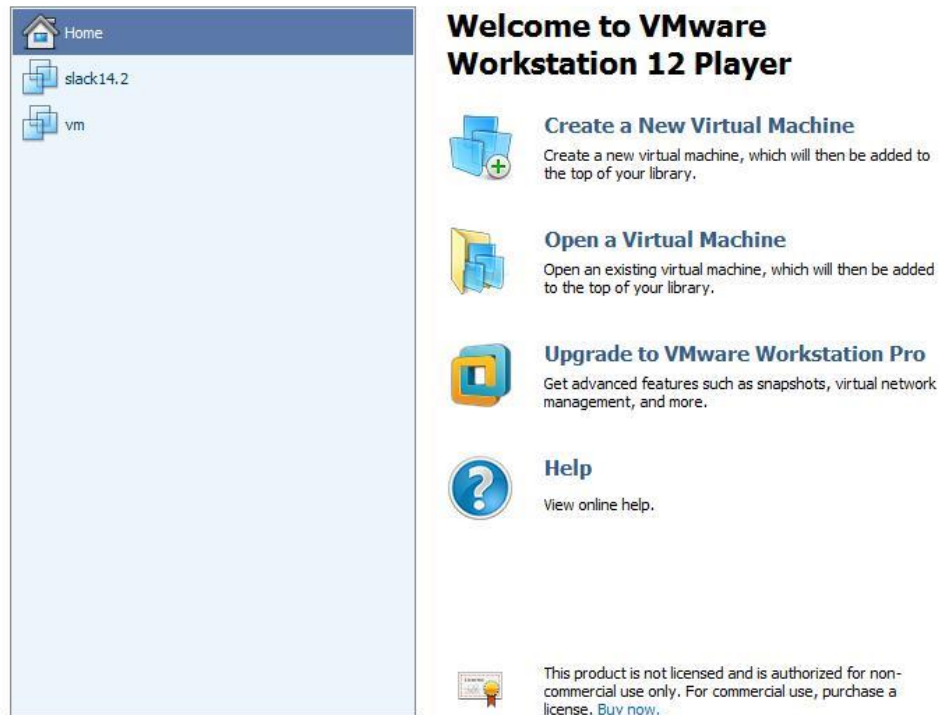 Home
slack14.2
vm
Welcome to VMware
Workstation 12 Player
Create a New Virtual Machine
Create a new virtual machine, which will then be added to
the top of your library.
Open a Virtual Machine
Open an existing virtual machine, which will then be added
to the top of your library.
Upgrade to VMware Workstation Pro
Get advanced features such as snapshots, virtual network
management, and more.
Help
View online help.
This product is not licensed and is authorized for non-
commercial use only. For commercial use, purchase a
license. Buy now.